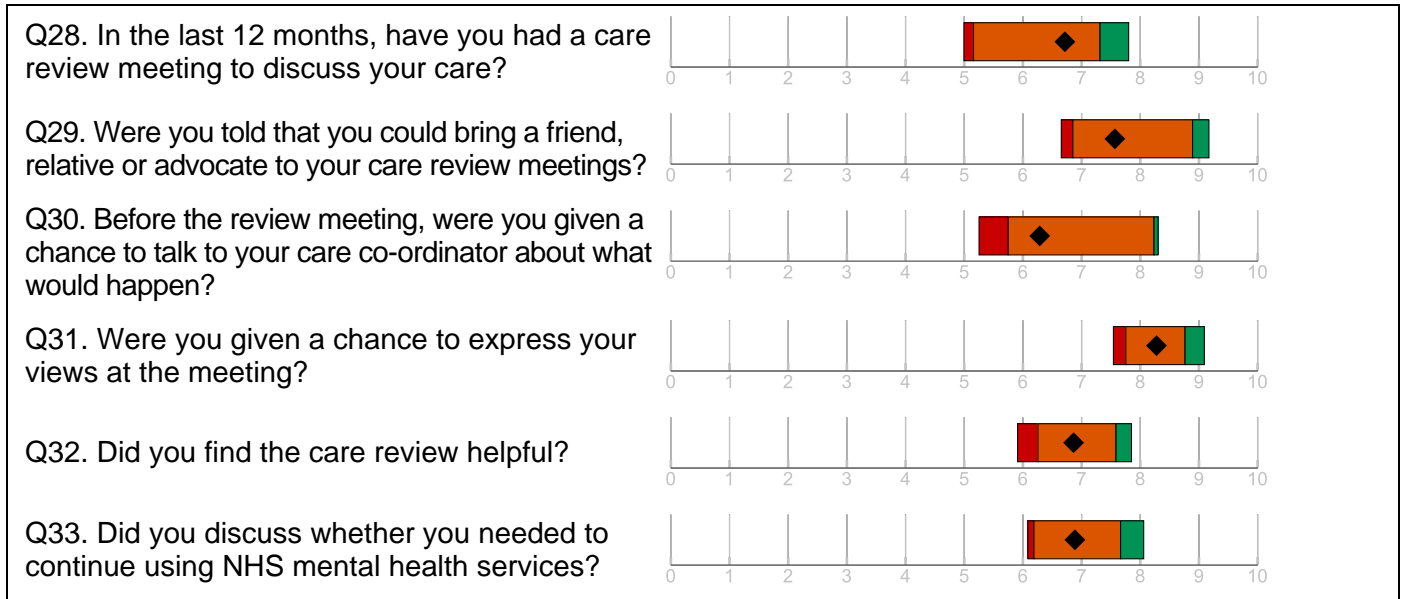 Q28. In the last 12 months, have you had a care
review meeting to discuss your care?
0 1 2 3 4 5 6 7 8 9 10
Q29. Were you told that you could bring a friend,
relative or advocate to your care review meetings?
0 1 2 3 4 5 6 7 8 9 10
Q30. Before the review meeting, were you given a
chance to talk to your care co-ordinator about what
would happen?
0 1 2 3 4 5 6 7 8 9 10
Q31. Were you given a chance to express your
views at the meeting?
0 1 2 3 4 5 6 7 8 9 10
Q32. Did you find the care review helpful?
0 1 2 3 4 5 6 7 8 9 10
Q33. Did you discuss whether you needed to
continue using NHS mental health services?
0 1 2 3 4 5 6 7 8 9 10